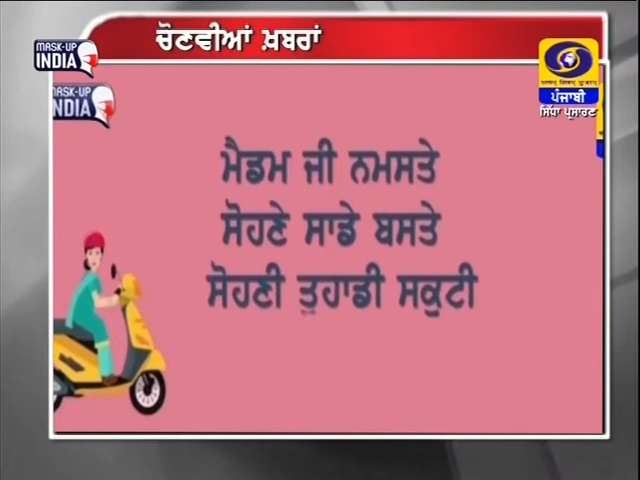 ਚੋਣਵੀਆਂ ਖ਼ਬਰਾਂ
MASK-UP
INDIA
MASK-UP
INDIA
ਪੰਜਾਬੀ
ਸਿੱਧਾ ਪ੍ਰਸਾਰਣ
ਮੈਡਮ ਜੀ ਨਮਸਤੇ
ਸੋਹਣੇ ਸਾਡੇ ਬਸਤੇ
ਸੋਹਣੀ ਤੁਹਾਡੀ ਸਕੁਟੀ